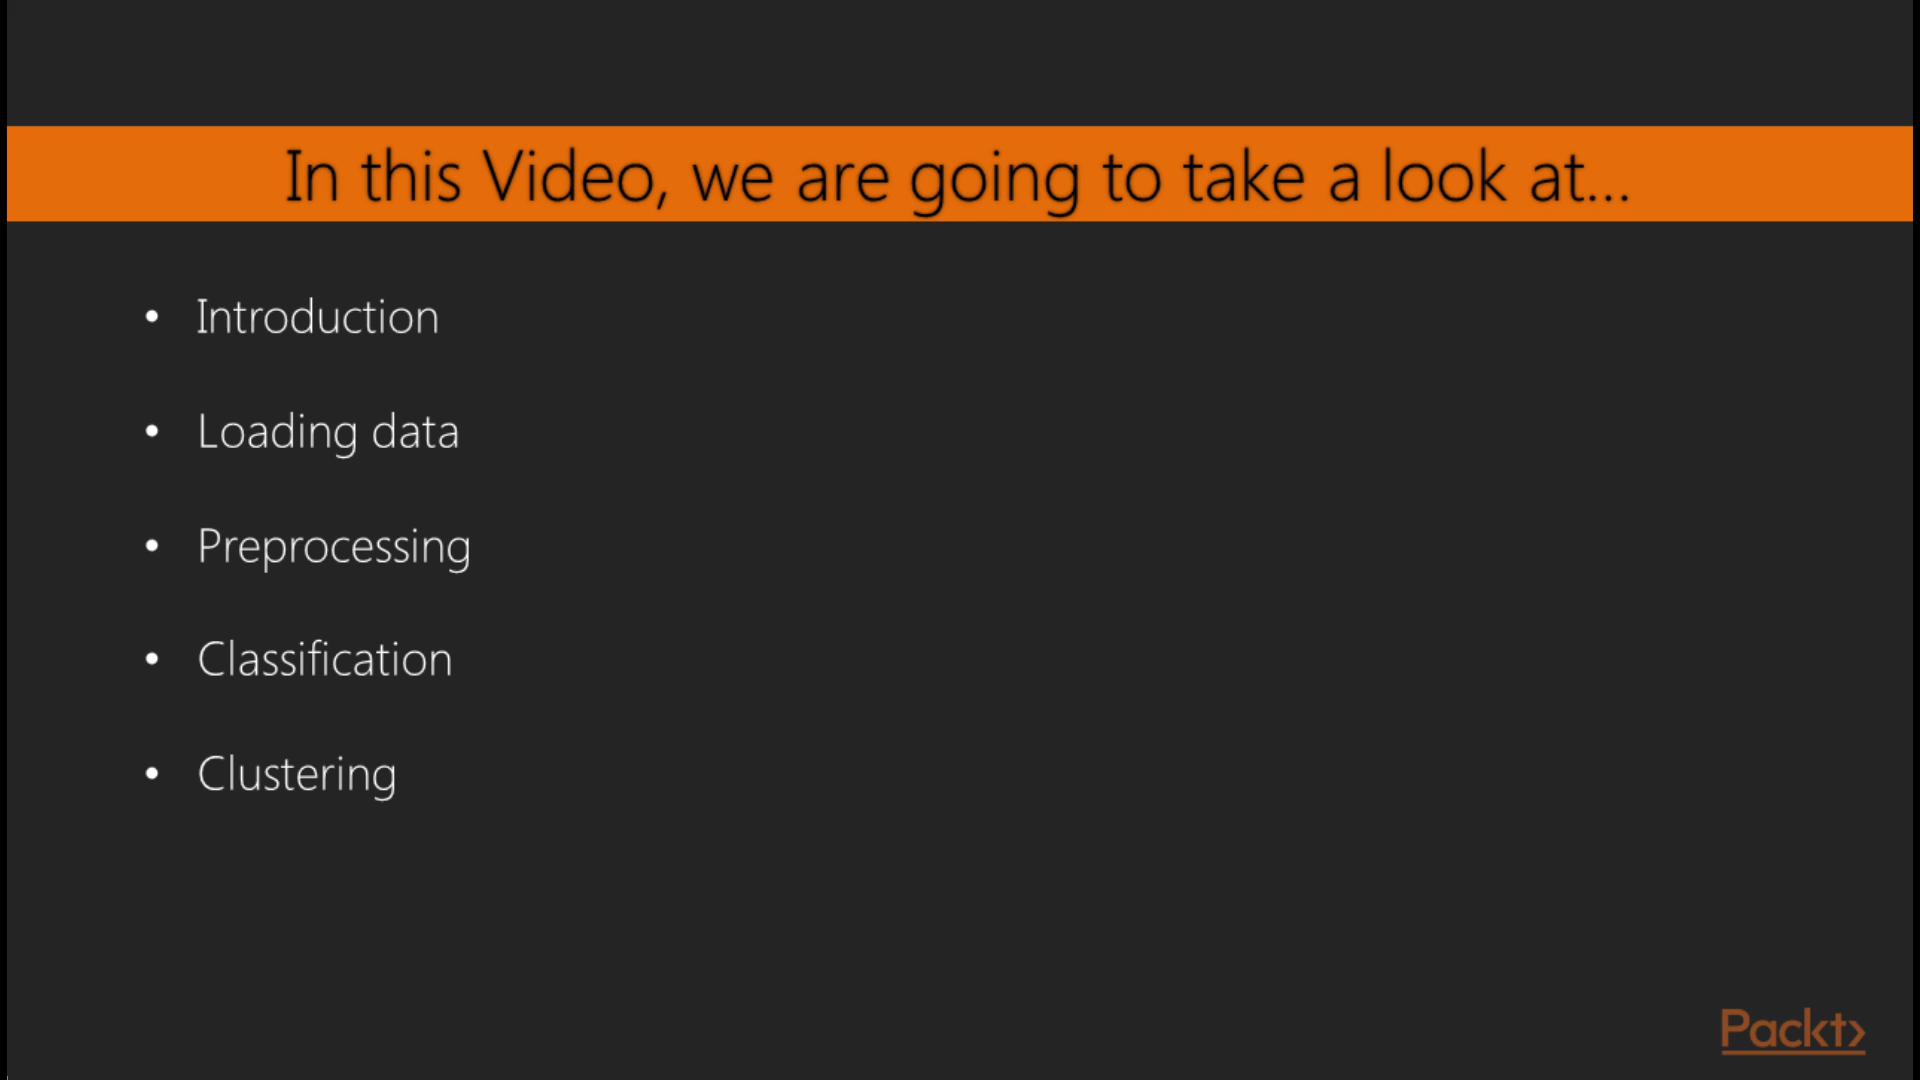 In this Video, we are going to take a look at...
• Introduction
• Loading data
• Preprocessing
• Classification
• Clustering
Packt>